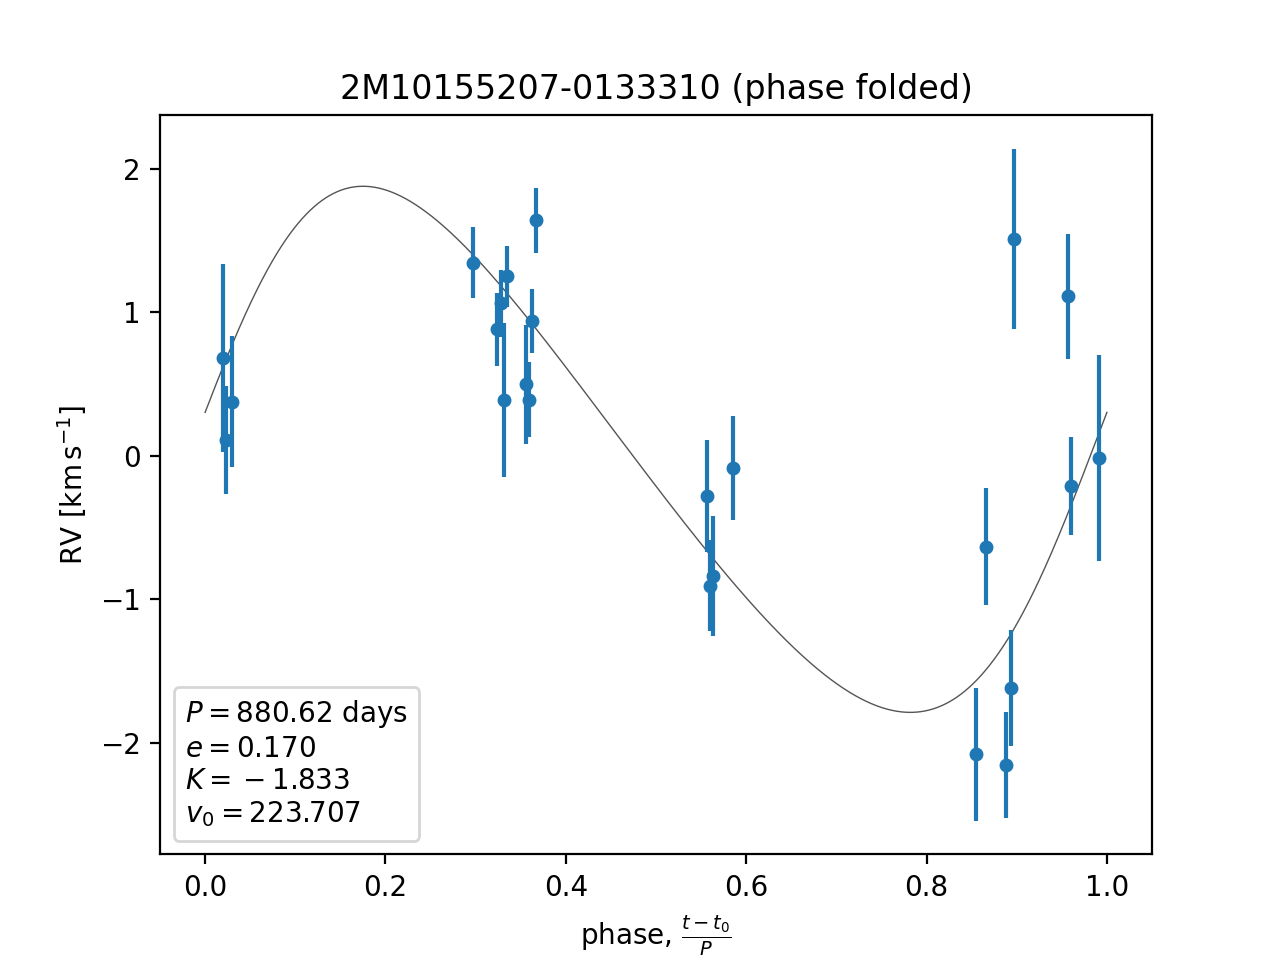 2M10155207-0133310 (phase folded)
RV [km s⁻¹]
2
1
0
−1
−2
P = 880.62 days
e = 0.170
K = −1.833
v₀ = 223.707
0.0 0.2 0.4 0.6 0.8 1.0
phase, (t − t₀)/P